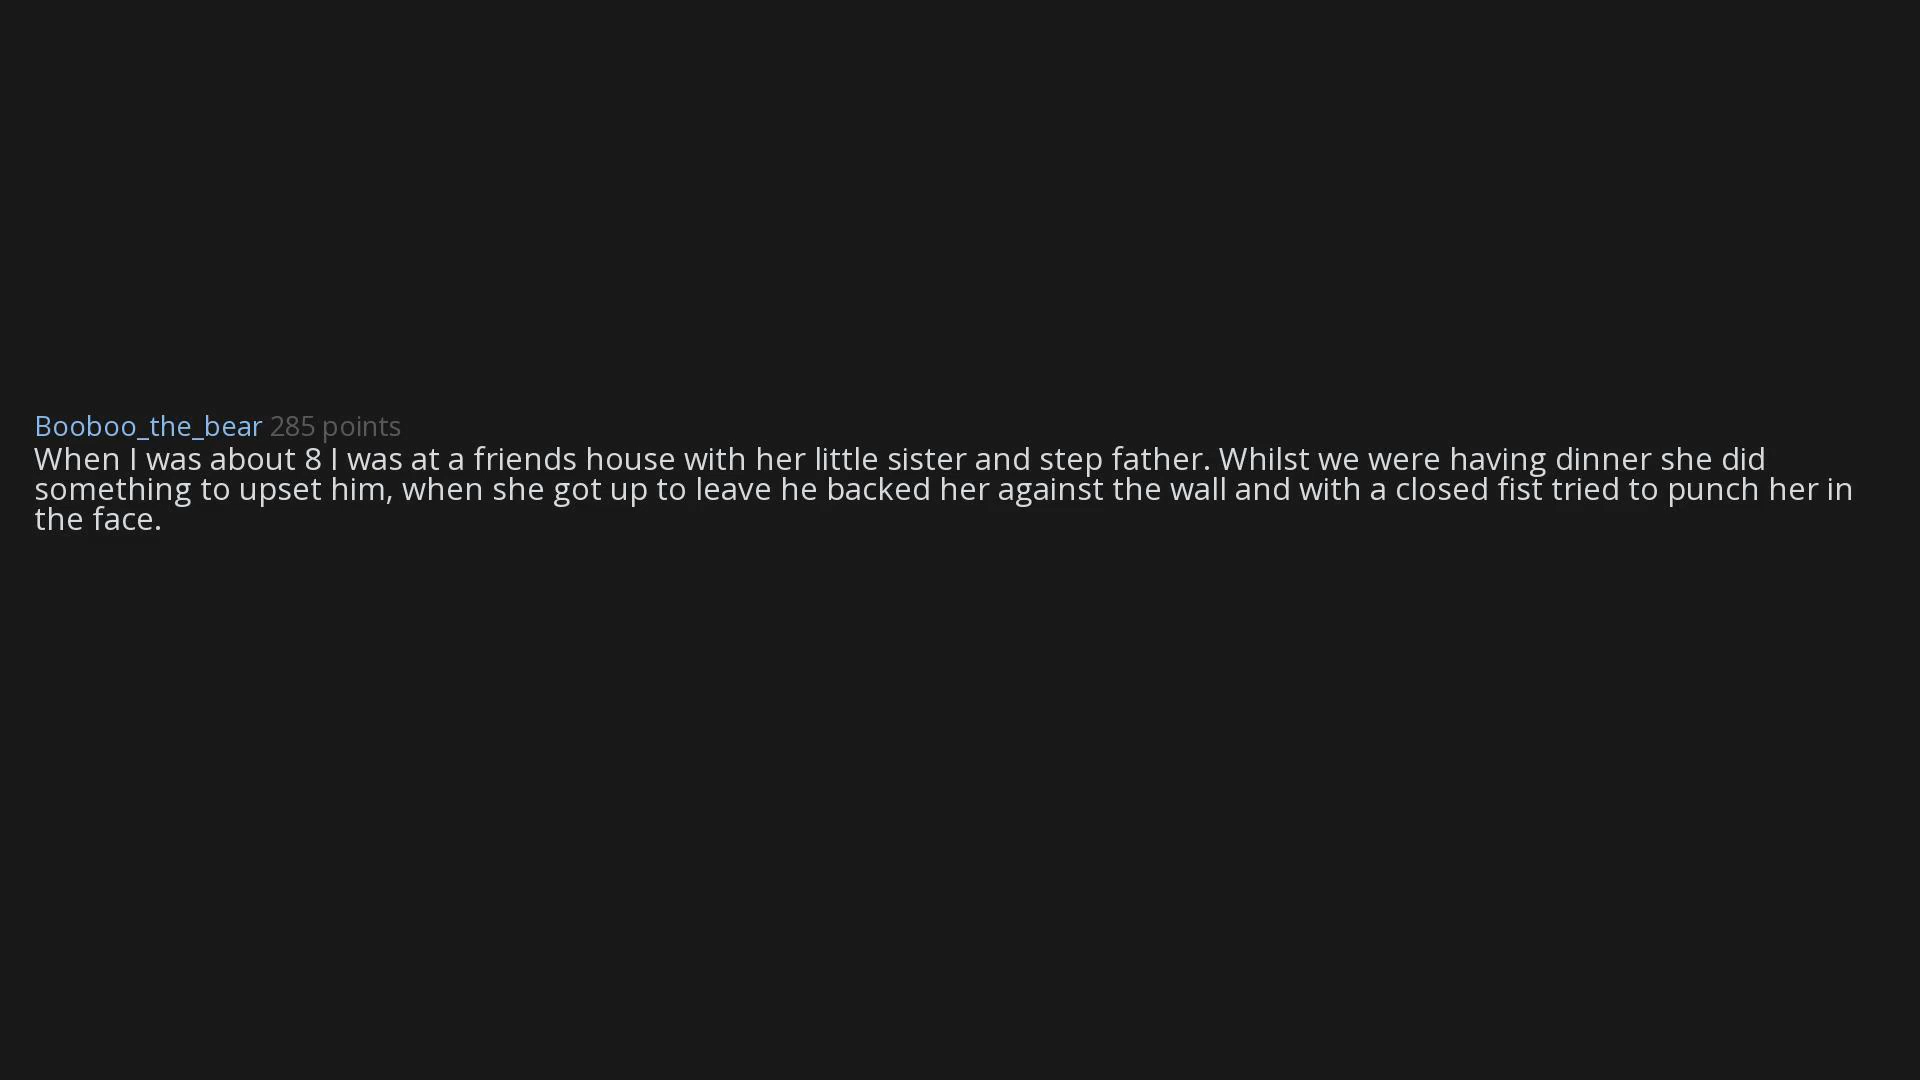 Booboo_the_bear 285 points
When I was about 8 I was at a friends house with her little sister and step father. Whilst we were having dinner she did
something to upset him, when she got up to leave he backed her against the wall and with a closed fist tried to punch her in
the face.